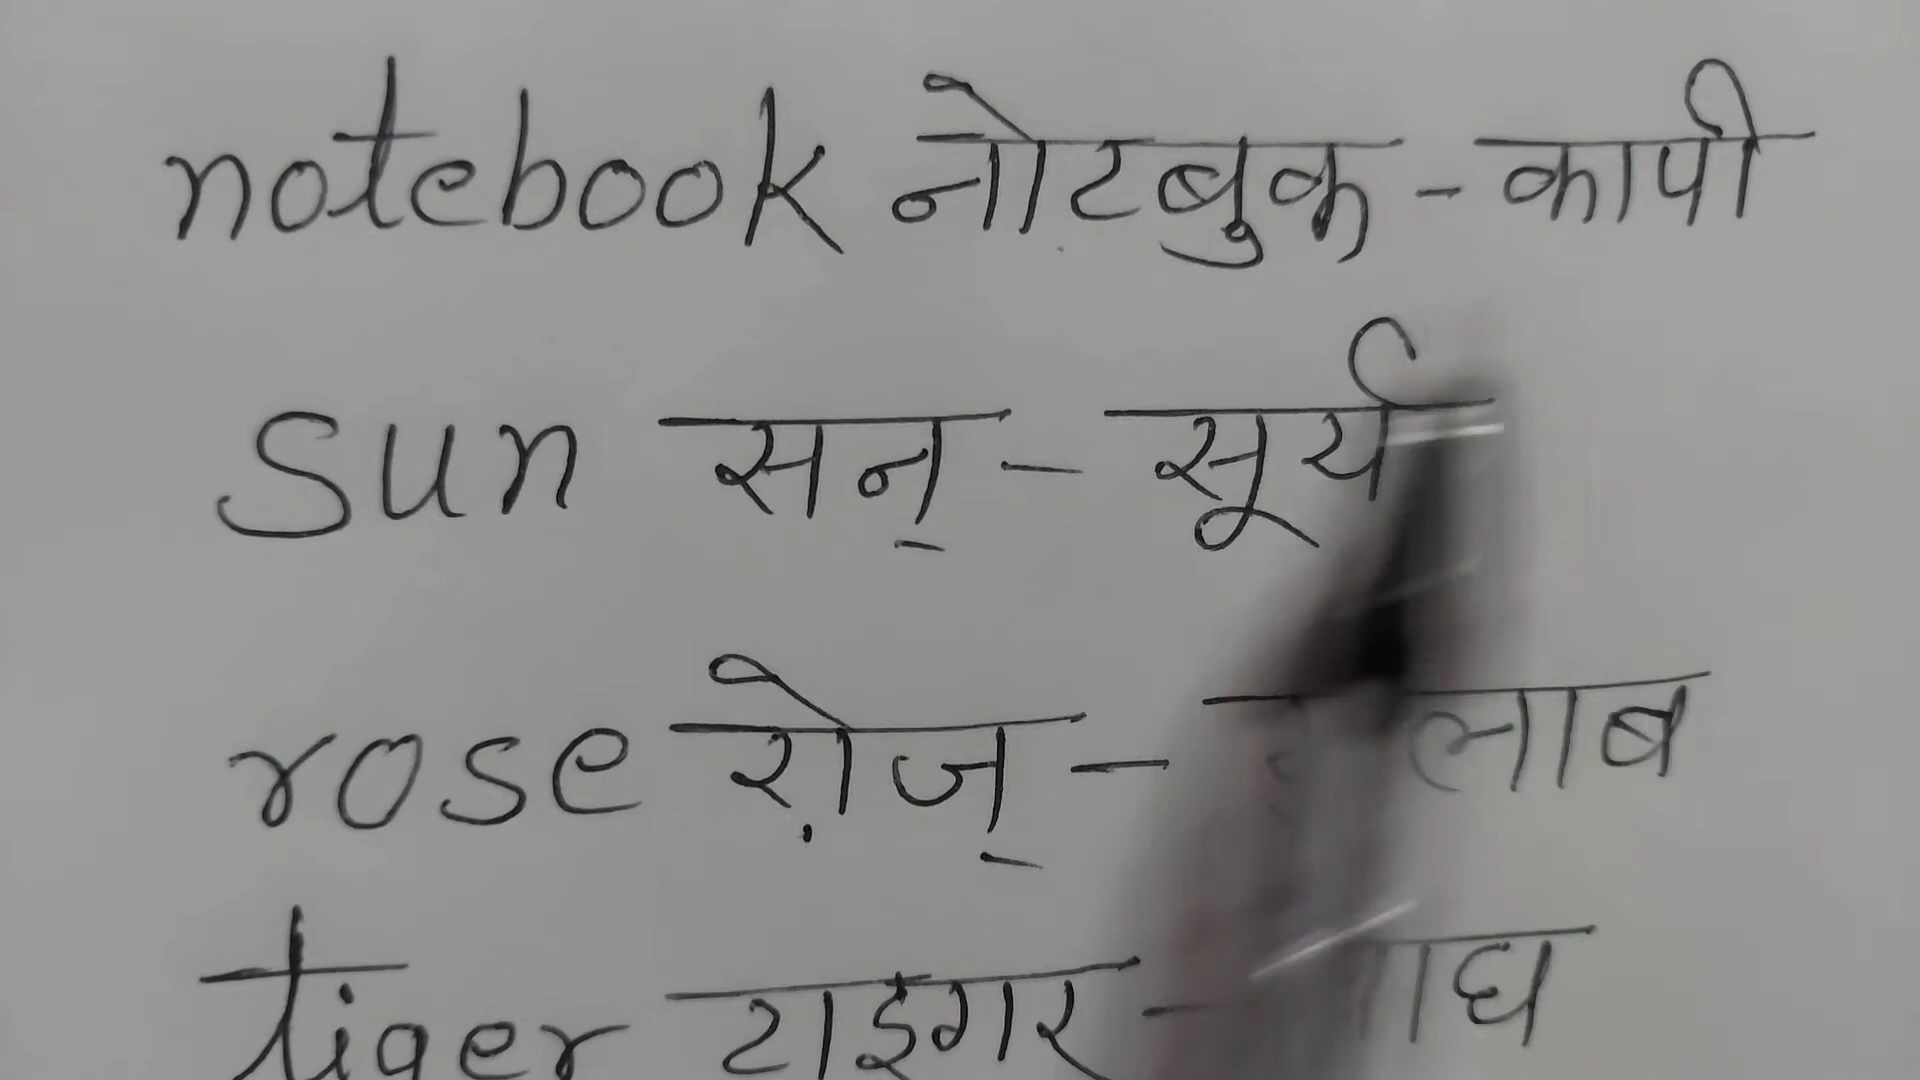 notebook नोटबुक - कापी
sun सन् - सूर्य
rose रो़ज् -
tiger टाइगर -